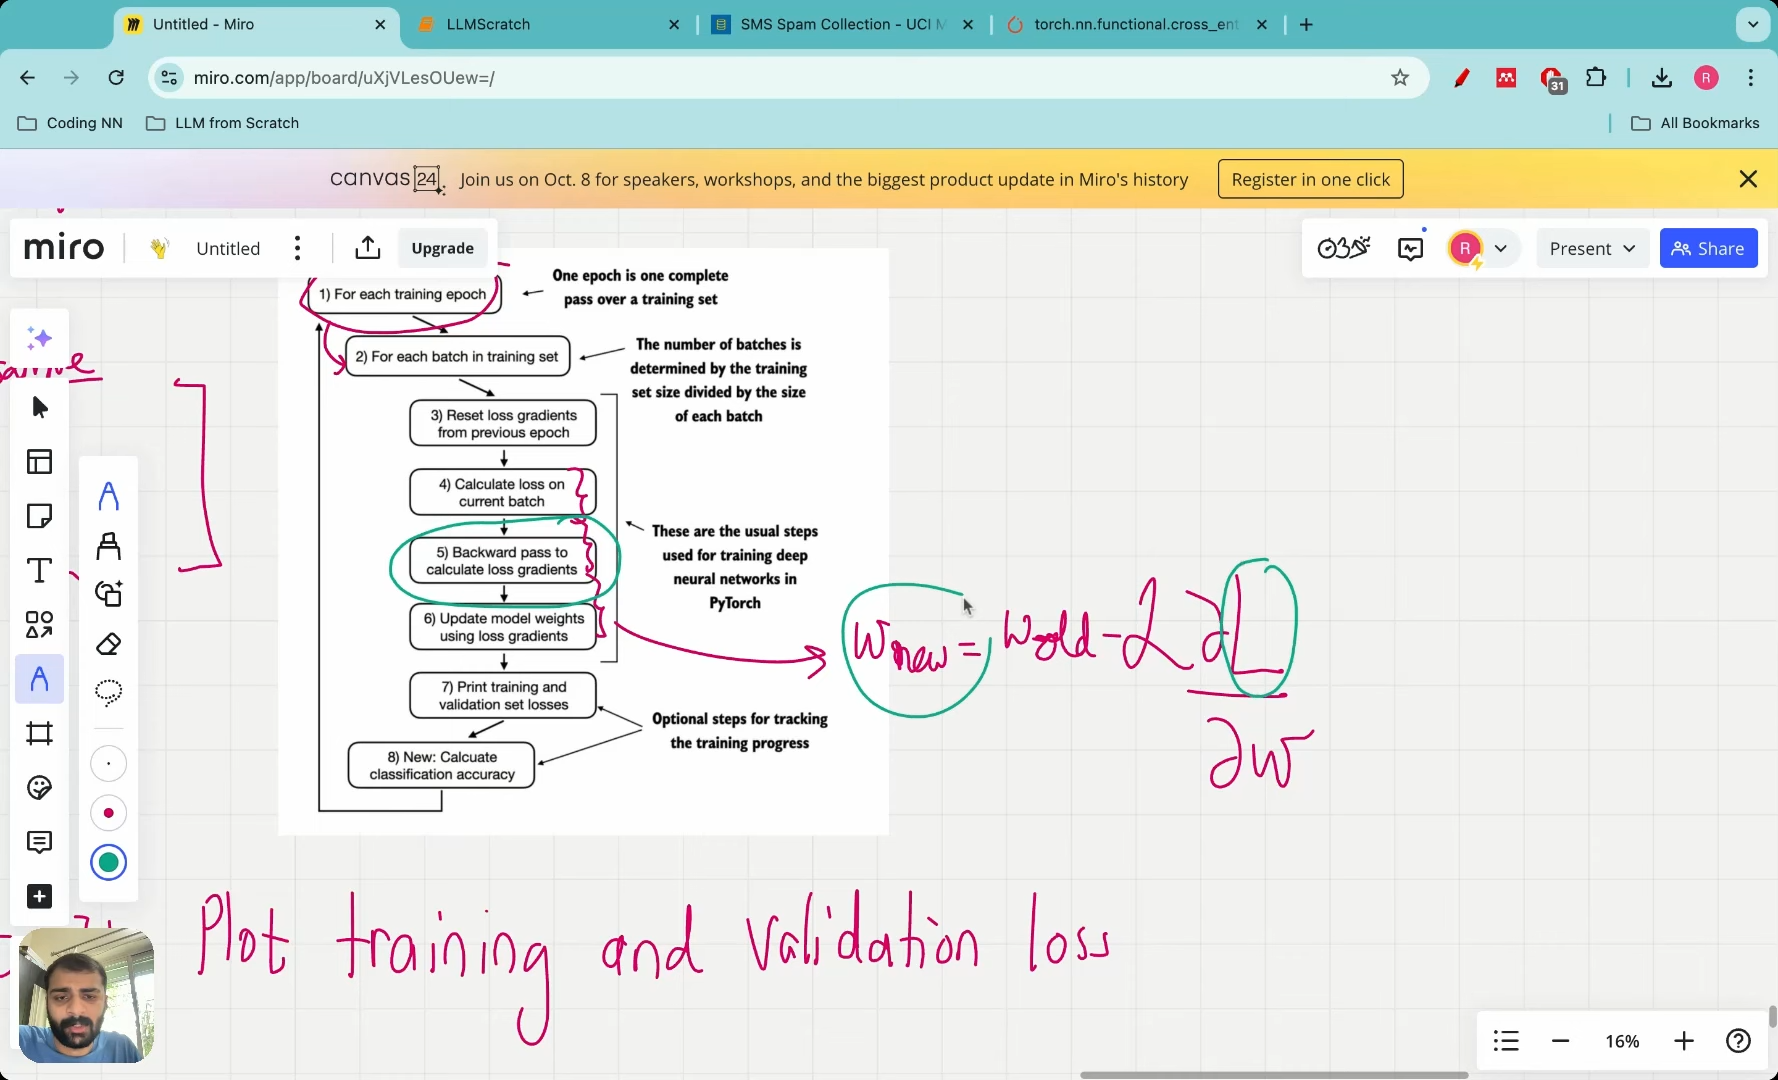 Untitled - Miro
LLMScratch
SMS Spam Collection - UCI M
torch.nn.functional.cross_ent
miro.com/app/board/uXjVLesOUew=/
31
R
Coding NN
LLM from Scratch
All Bookmarks
canvas 24
Join us on Oct. 8 for speakers, workshops, and the biggest product update in Miro's history
Register in one click
miro
Untitled
Upgrade
R
Present
Share
1) For each training epoch
One epoch is one complete
pass over a training set
2) For each batch in training set
The number of batches is
determined by the training
set size divided by the size
of each batch
3) Reset loss gradients
from previous epoch
4) Calculate loss on
current batch
5) Backward pass to
calculate loss gradients
6) Update model weights
using loss gradients
These are the usual steps
used for training deep
neural networks in
PyTorch
7) Print training and
validation set losses
8) New: Calcuate
classification accuracy
Optional steps for tracking
the training progress
Wnew = Wold - α ∂L
∂W
Plot training and validation loss
16%